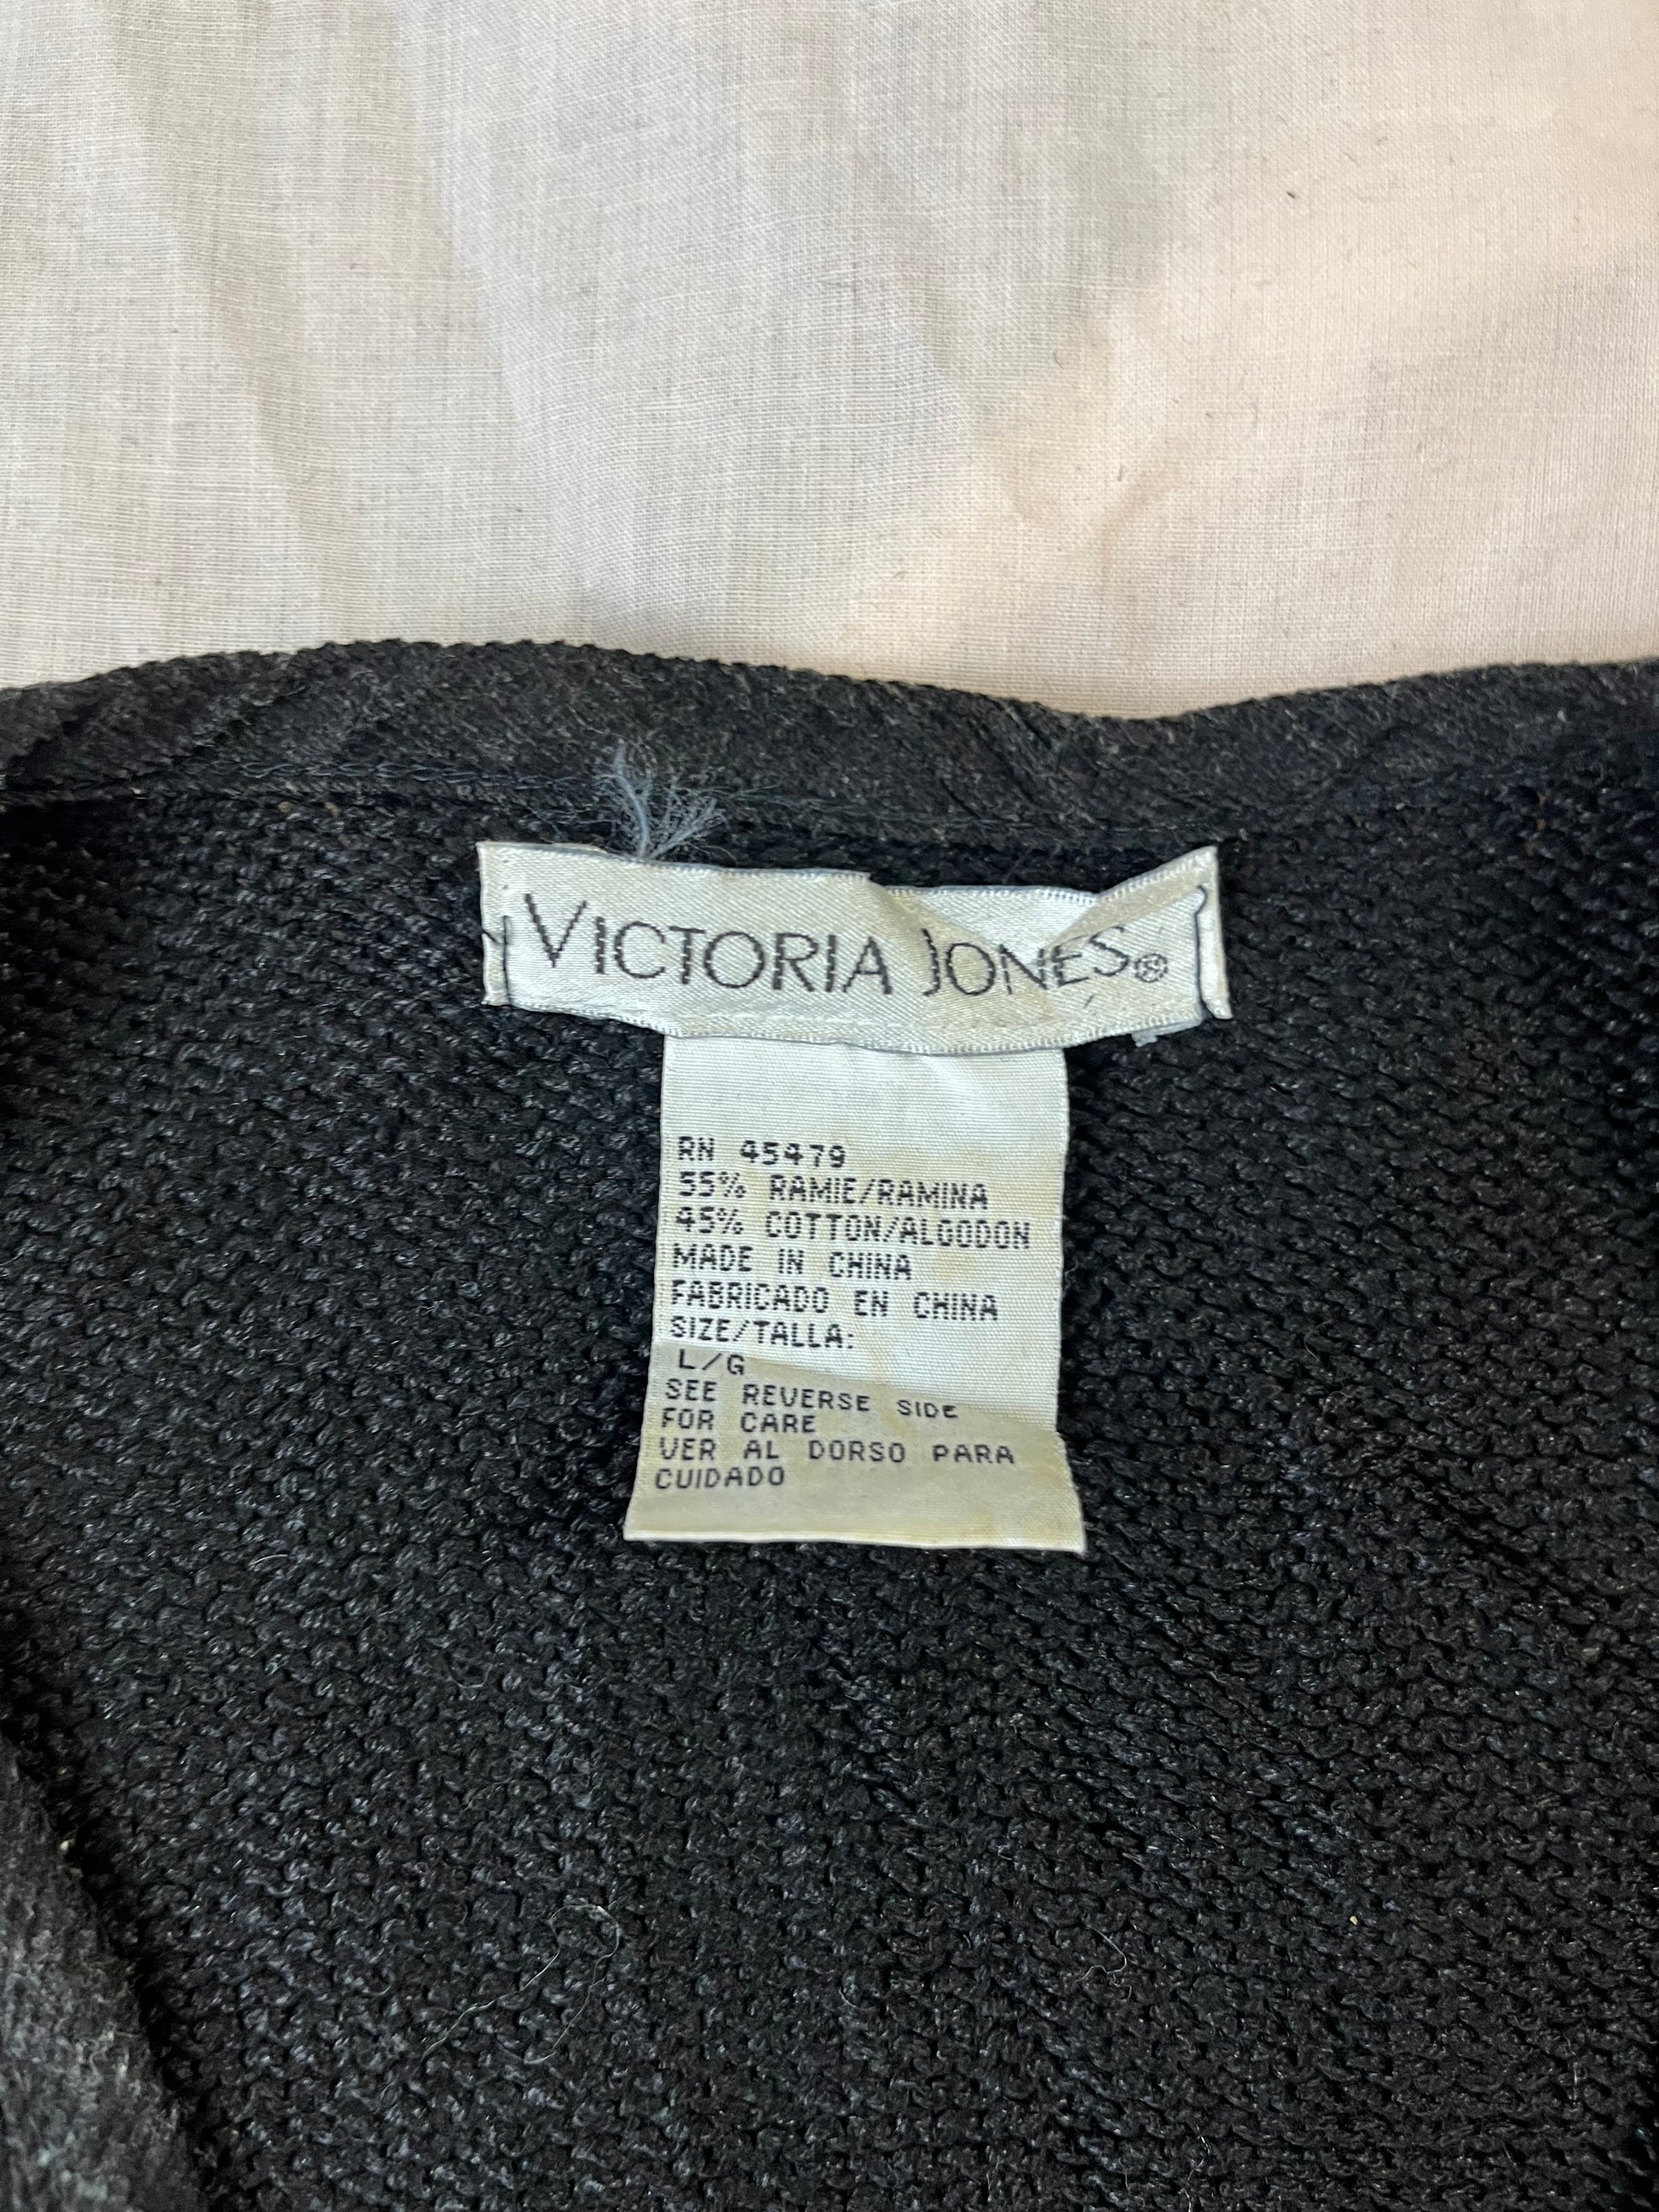 VICTORIA JONES®
RN 45479
55% RAMIE/RAMINA
45% COTTON/ALGODON
MADE IN CHINA
FABRICADO EN CHINA
SIZE/TALLA:
L/G
SEE REVERSE SIDE
FOR CARE
VER AL DORSO PARA
CUIDADO